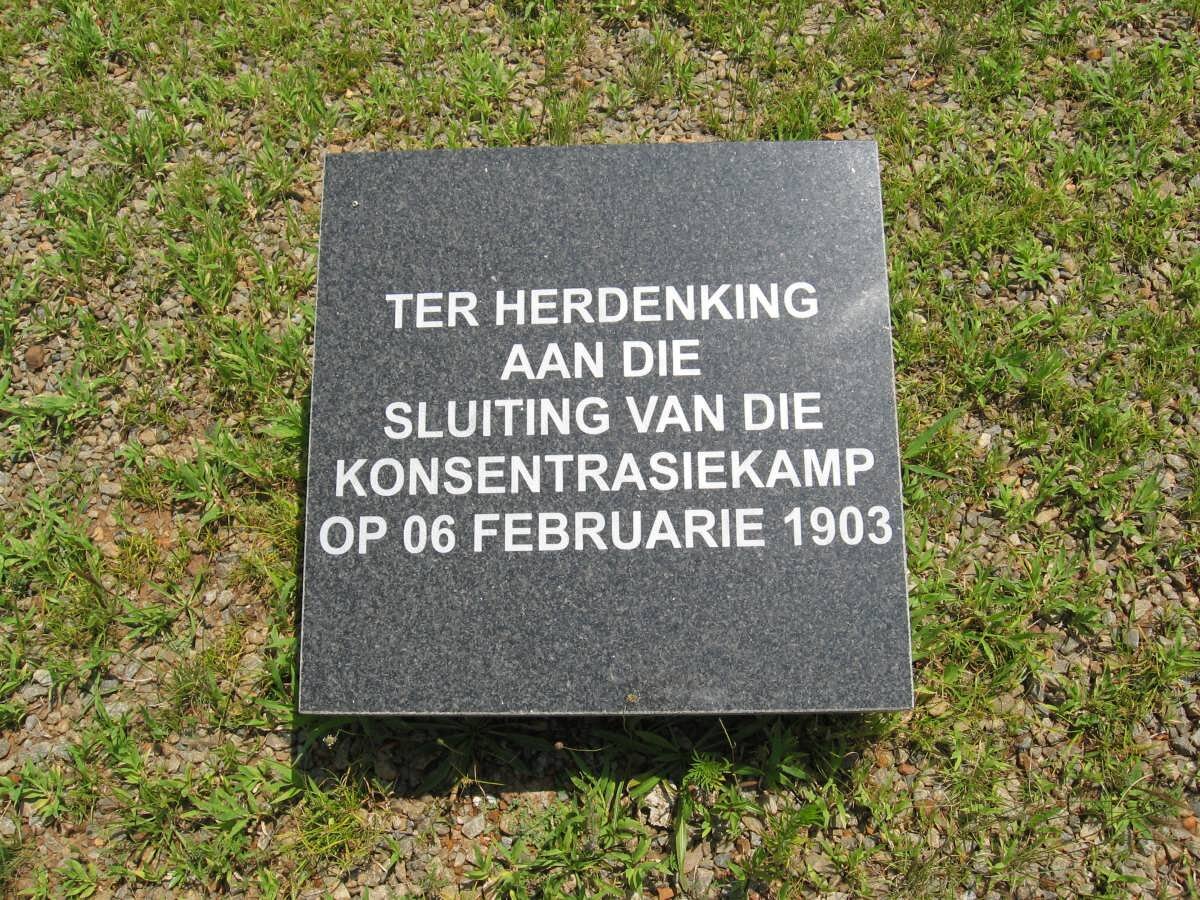 TER HERDENKING
AAN DIE
SLUITING VAN DIE
KONSENTRASIEKAMP
OP 06 FEBRUARIE 1903